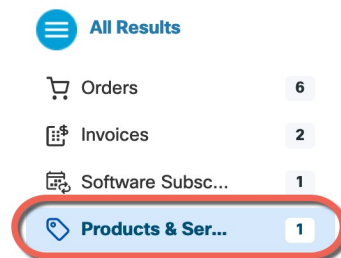 All Results
Orders 6
Invoices 2
Software Subsc... 1
Products & Ser... 1